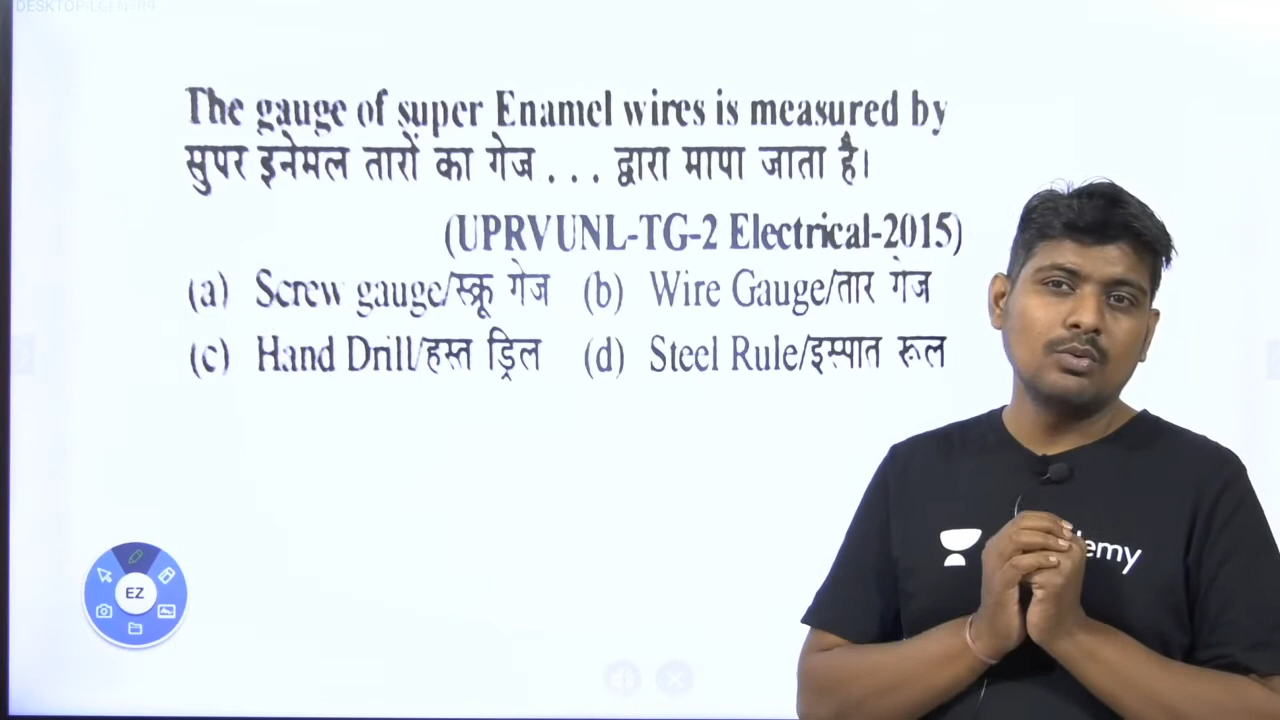 The gauge of super Enamel wires is measured by
सुपर इनेमल तारों का गेज . . . द्वारा मापा जाता है।
(UPRVUNL-TG-2 Electrical-2015)
(a) Screw gauge/स्क्रू गेज (b) Wire Gauge/तार गेज
(c) Hand Drill/हस्त ड्रिल (d) Steel Rule/इस्पात रूल
EZ
emy